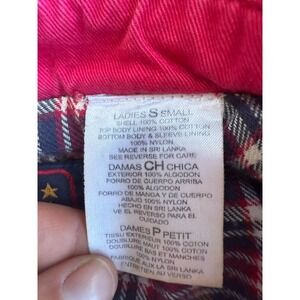 LADIES S SMALL
SHELL 100% COTTON
TOP BODY LINING 100% COTTON
BOTTOM BODY & SLEEVE LINING
100% NYLON
MADE IN SRI LANKA
SEE REVERSE FOR CARE
DAMAS CH CHICA
EXTERIOR 100% ALGODON
FORRO DE CUERPO ARRIBA
100% ALGODON
FORRO DE MANGA Y DE CUERPO
ABAJO 100% NYLON
HECHO EN SRI LANKA
VE EL REVERSO PARA EL
CUIDADO
DAMES P PETIT
TISSU EXTERIEUR 100% COTON
DOUBLURE HAUT 100% COTON
DOUBLURE BAS ET MANCHES
100% NYLON
FABRIQUE AUX SRI LANKA
ENTRETIEN AU VERSO